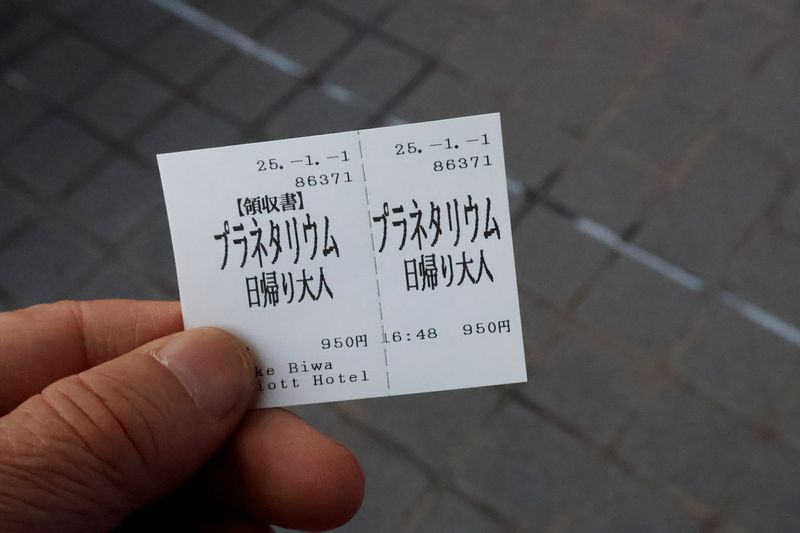 25.-1.-1
86371
【領収書】
プラネタリウム
日帰り大人
950円
Biwa
Hotel
25.-1.-1
86371
プラネタリウム
日帰り大人
16:48 950円